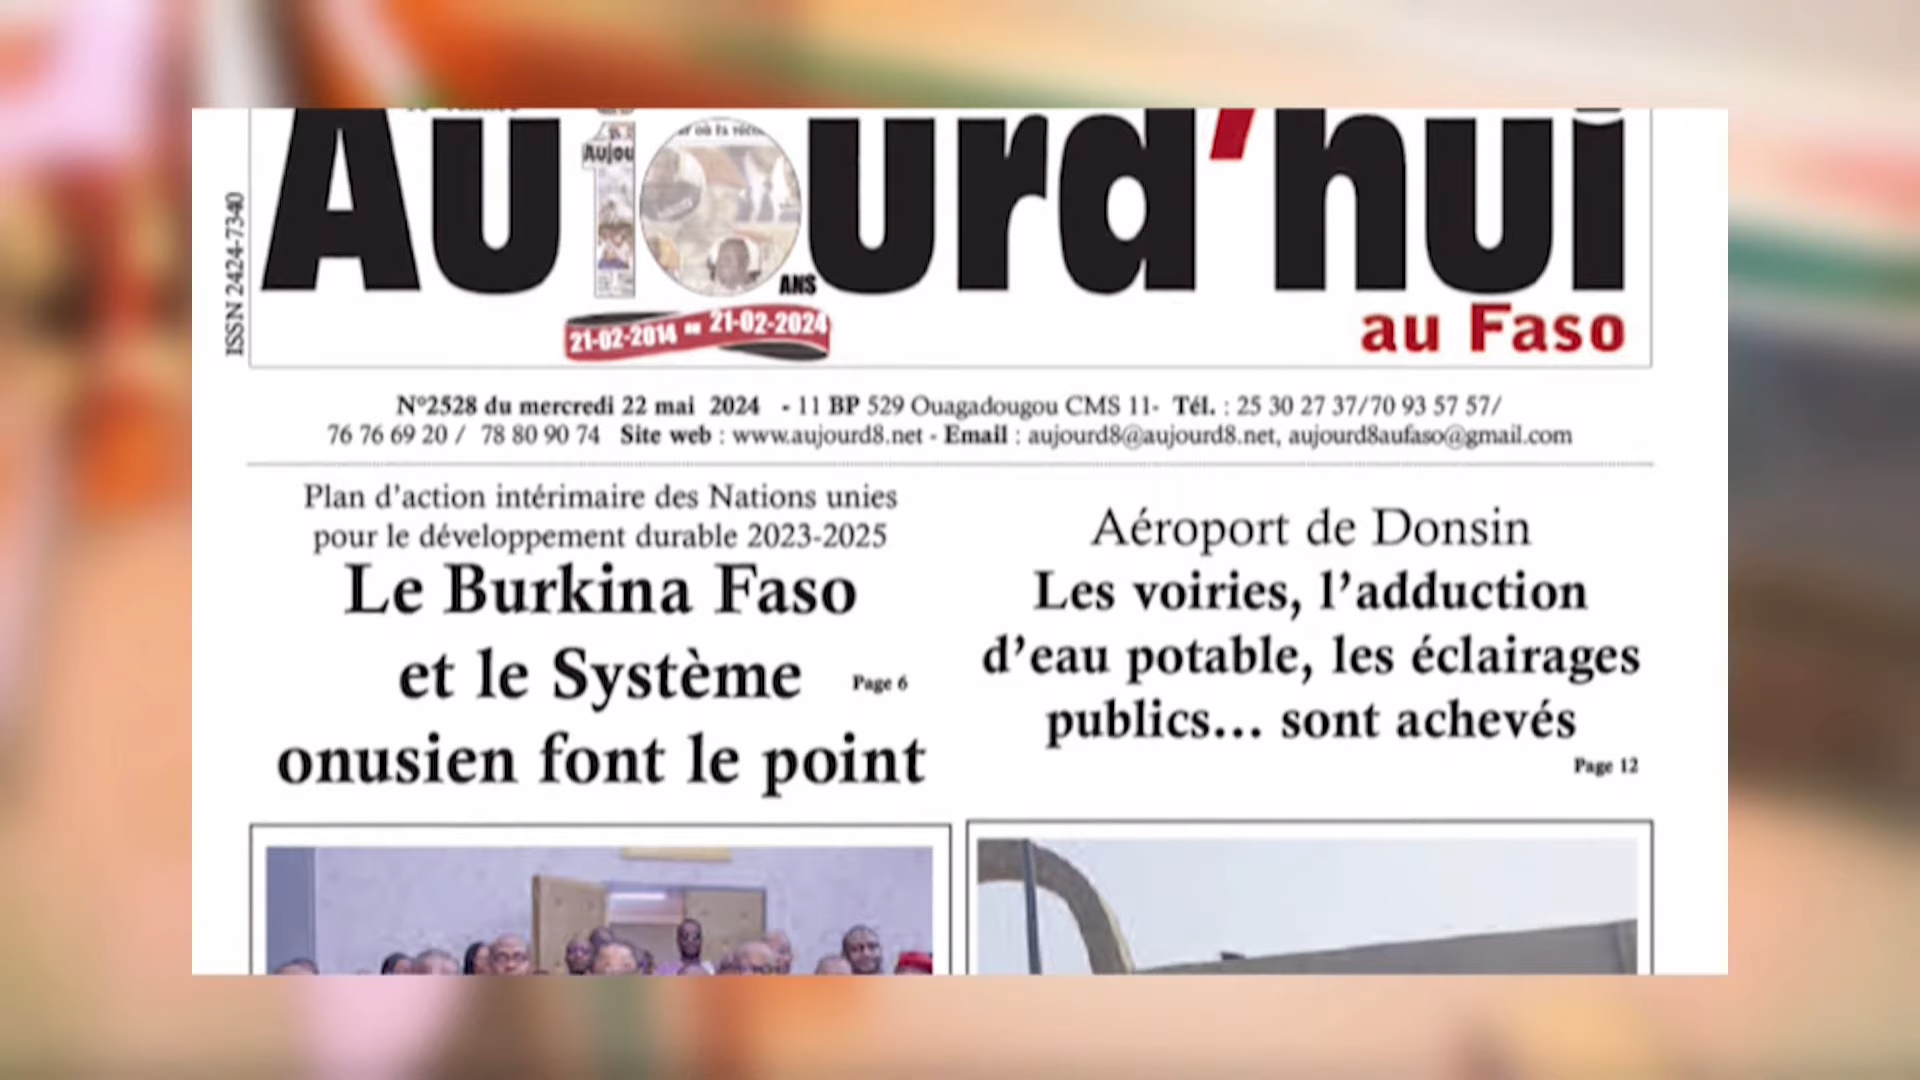 Aujourd'hui
Aujou
ANS
21-02-2014 - 21-02-2024
au Faso
ISSN 2424-7340
N°2528 du mercredi 22 mai 2024 - 11 BP 529 Ouagadougou CMS 11- Tél. : 25 30 27 37/70 93 57 57/
76 76 69 20 / 78 80 90 74 Site web : www.aujourd8.net - Email : aujourd8@aujourd8.net, aujourd8aufaso@gmail.com
Plan d’action intérimaire des Nations unies
pour le développement durable 2023-2025
Le Burkina Faso
et le Système
Page 6
onusien font le point
Aéroport de Donsin
Les voiries, l’adduction
d’eau potable, les éclairages
publics... sont achevés
Page 12